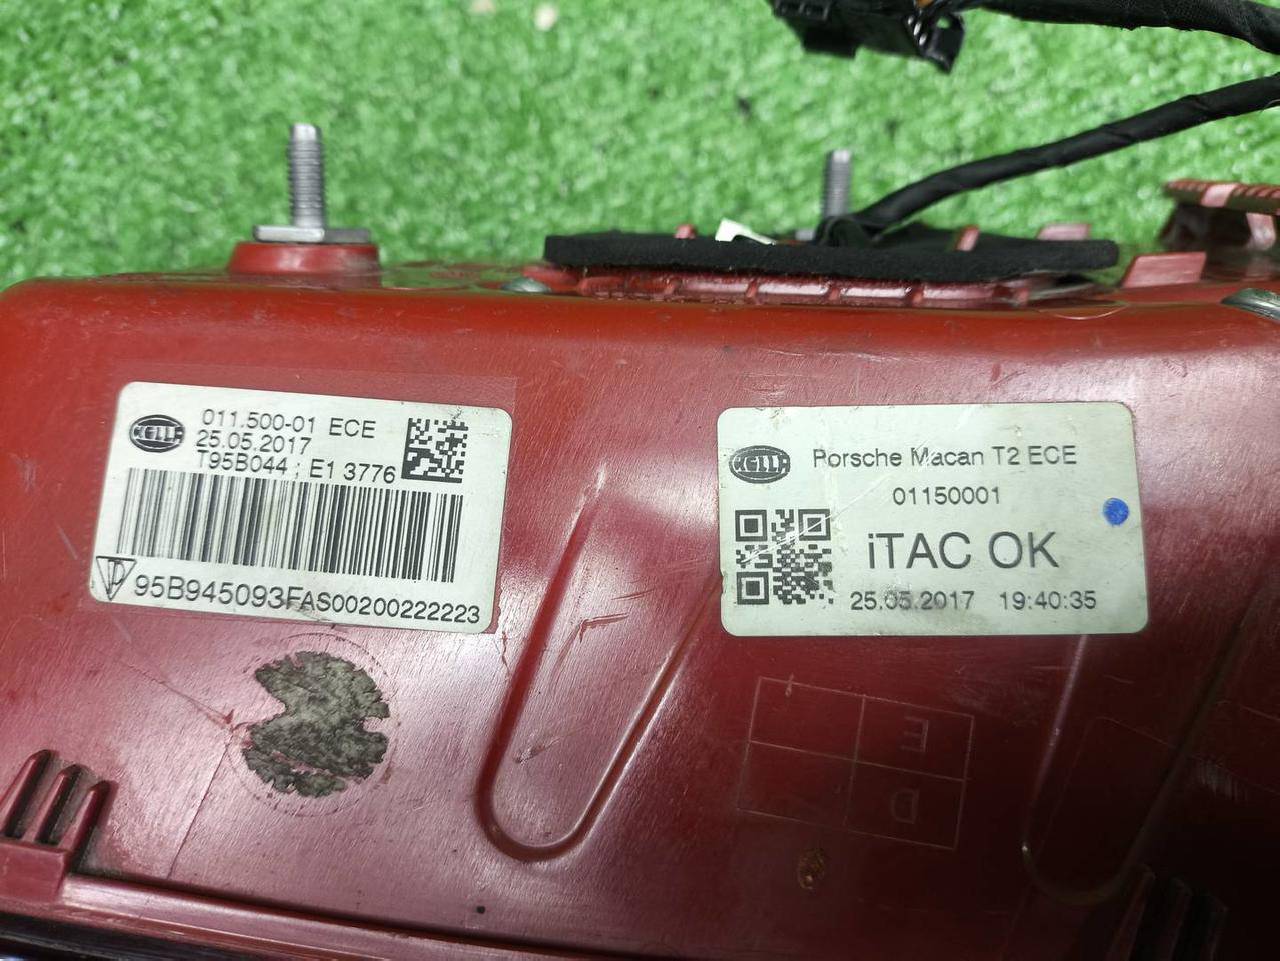 HELLA
011.500-01 ECE
25.05.2017
T95B044 ; E1 3776
95B945093FAS00200222223
HELLA
Porsche Macan T2 ECE
01150001
iTAC OK
25.05.2017 19:40:35
E
D